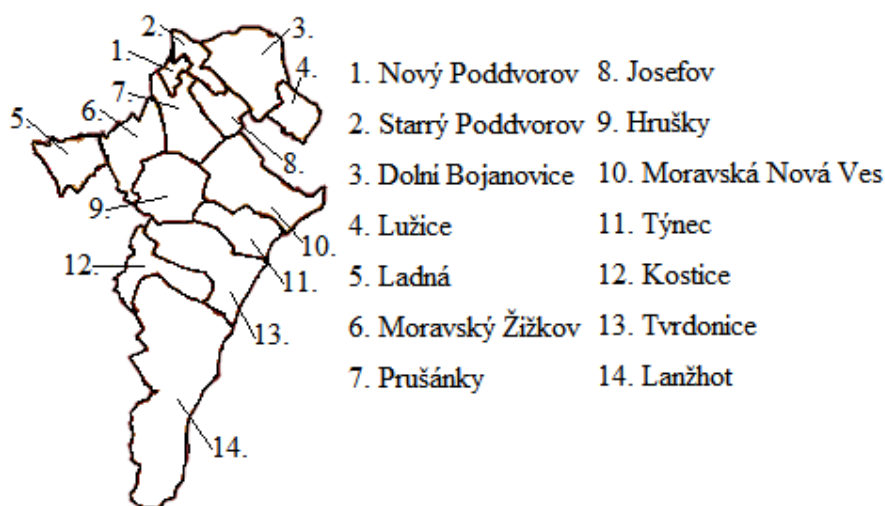 2.
3.
1.
7.
4.
6.
5.
8.
9.
10.
12.
11.
13.
14.
1. Nový Poddvorov
2. Starrý Poddvorov
3. Dolní Bojanovice
4. Lužice
5. Ladná
6. Moravský Žižkov
7. Prušánky
8. Josefov
9. Hrušky
10. Moravská Nová Ves
11. Týnec
12. Kostice
13. Tvrdonice
14. Lanžhot